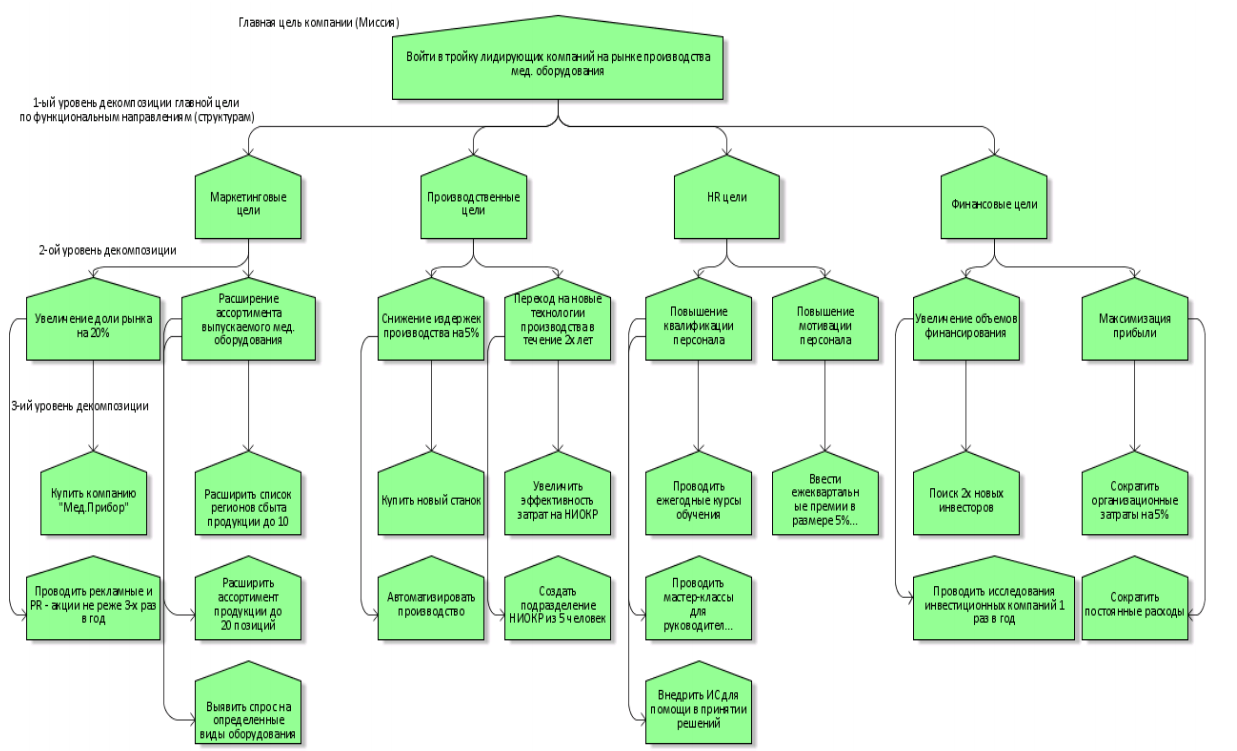 Главная цель компании (Миссия)
Войти в тройку лидирующих компаний на рынке производства
мед. оборудования
1-ый уровень декомпозиции главной цели
по функциональным направлениям (структурам)
Маркетинговые
цели
Производственные
цели
HR цели
Финансовые цели
2-ой уровень декомпозиции
Увеличение доли рынка
на 20%
Расширение
ассортимента
выпускаемого мед.
оборудования
Снижение издержек
производства на 5%
Переход на новые
технологии
производства в
течение 2х лет
Повышение
квалификации
персонала
Повышение
мотивации
персонала
Увеличение объемов
финансирования
Максимизация
прибыли
3-ий уровень декомпозиции
Купить компанию
"Мед.Прибор"
Расширить список
регионов сбыта
продукции до 10
Купить новый станок
Увеличить
эффективность
затрат на НИОКР
Проводить
ежегодные курсы
обучения
Ввести
ежеквартальн
ые премии в
размере 5%...
Поиск 2х новых
инвесторов
Сократить
организационные
затраты на 5%
Проводить рекламные и
PR - акции не реже 3-х раз
в год
Расширить
ассортимент
продукции до
20 позиций
Автоматизировать
производство
Создать
подразделение
НИОКР из 5 человек
Проводить
мастер-классы
для
руководител...
Проводить исследования
инвестиционных компаний 1
раз в год
Сократить
постоянные расходы
Выявить спрос на
определенные
виды оборудования
Внедрить ИС для
помощи в принятии
решений